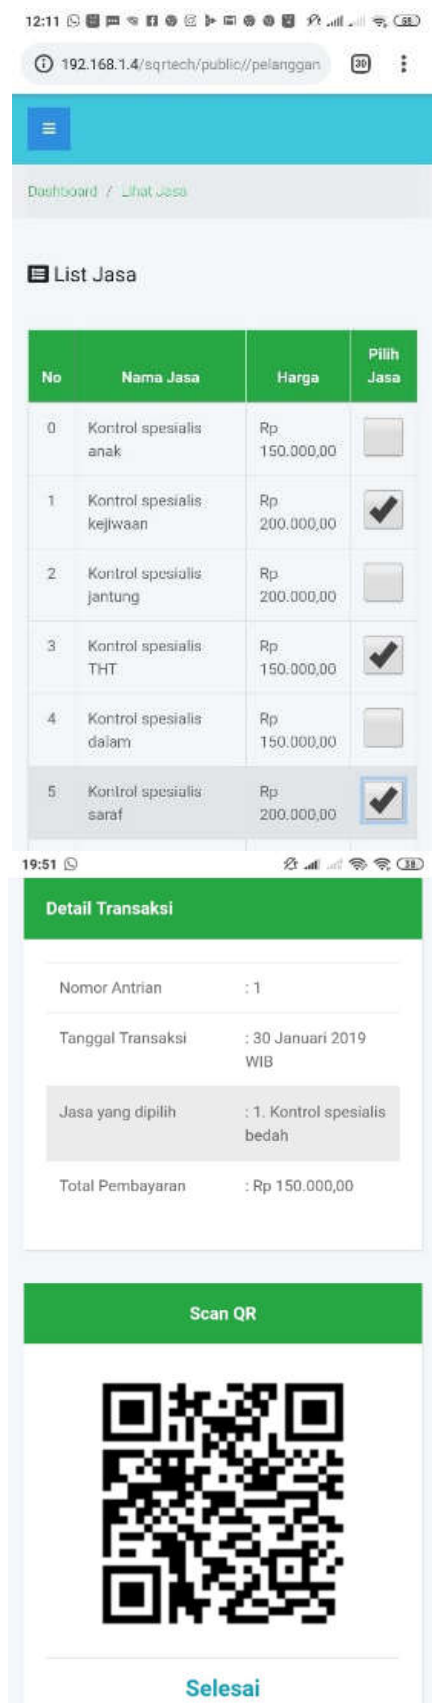 12:11
58
192.168.1.4/sqrtech/public//pelanggan
30
Dashboard / Lihat Jasa
List Jasa
No Nama Jasa Harga Pilih Jasa
0 Kontrol spesialis anak Rp 150.000,00
1 Kontrol spesialis kejiwaan Rp 200.000,00
2 Kontrol spesialis jantung Rp 200.000,00
3 Kontrol spesialis THT Rp 150.000,00
4 Kontrol spesialis dalam Rp 150.000,00
5 Kontrol spesialis saraf Rp 200.000,00
19:51
38
Detail Transaksi
Nomor Antrian : 1
Tanggal Transaksi : 30 Januari 2019 WIB
Jasa yang dipilih : 1. Kontrol spesialis bedah
Total Pembayaran : Rp 150.000,00
Scan QR
Selesai